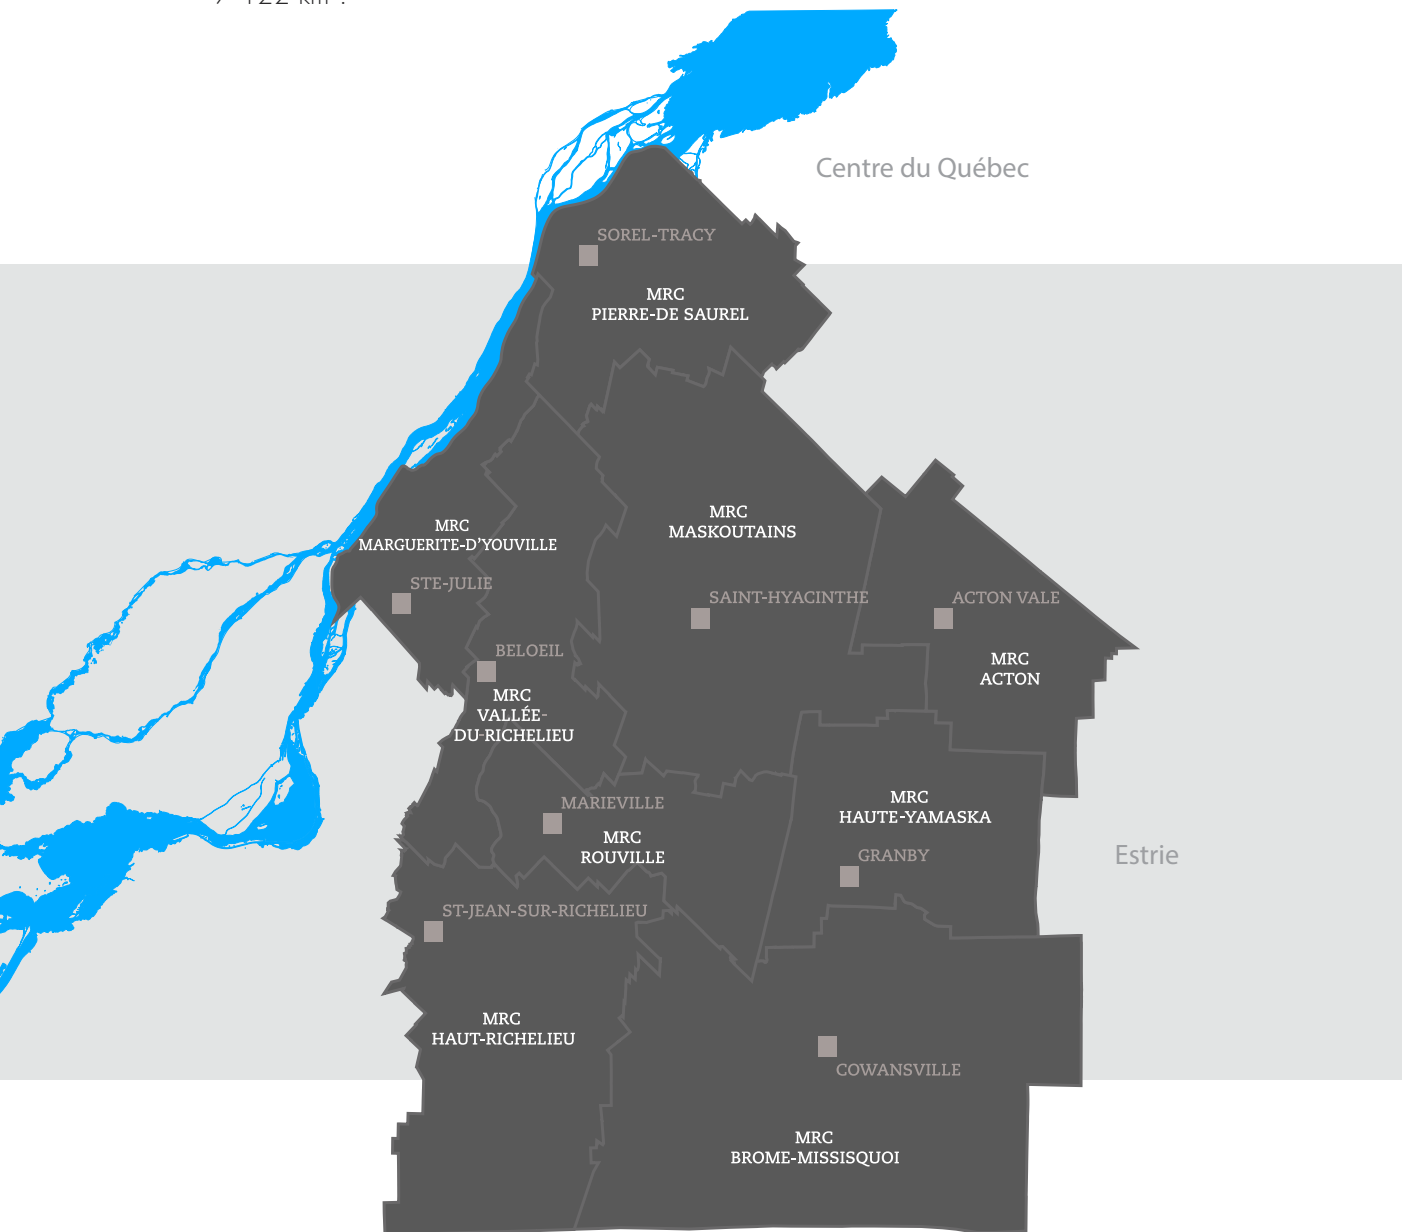 Centre du Québec
SOREL-TRACY
MRC
PIERRE-DE SAUREL
MRC
MASKOUTAINS
MRC
MARGUERITE-D'YOUVILLE
STE-JULIE
SAINT-HYACINTHE
ACTON VALE
BELOEIL
MRC
ACTON
MRC
VALLÉE-
DU-RICHELIEU
MARIEVILLE
MRC
HAUTE-YAMASKA
MRC
ROUVILLE
GRANBY
Estrie
ST-JEAN-SUR-RICHELIEU
MRC
HAUT-RICHELIEU
COWANSVILLE
MRC
BROME-MISSISQUOI